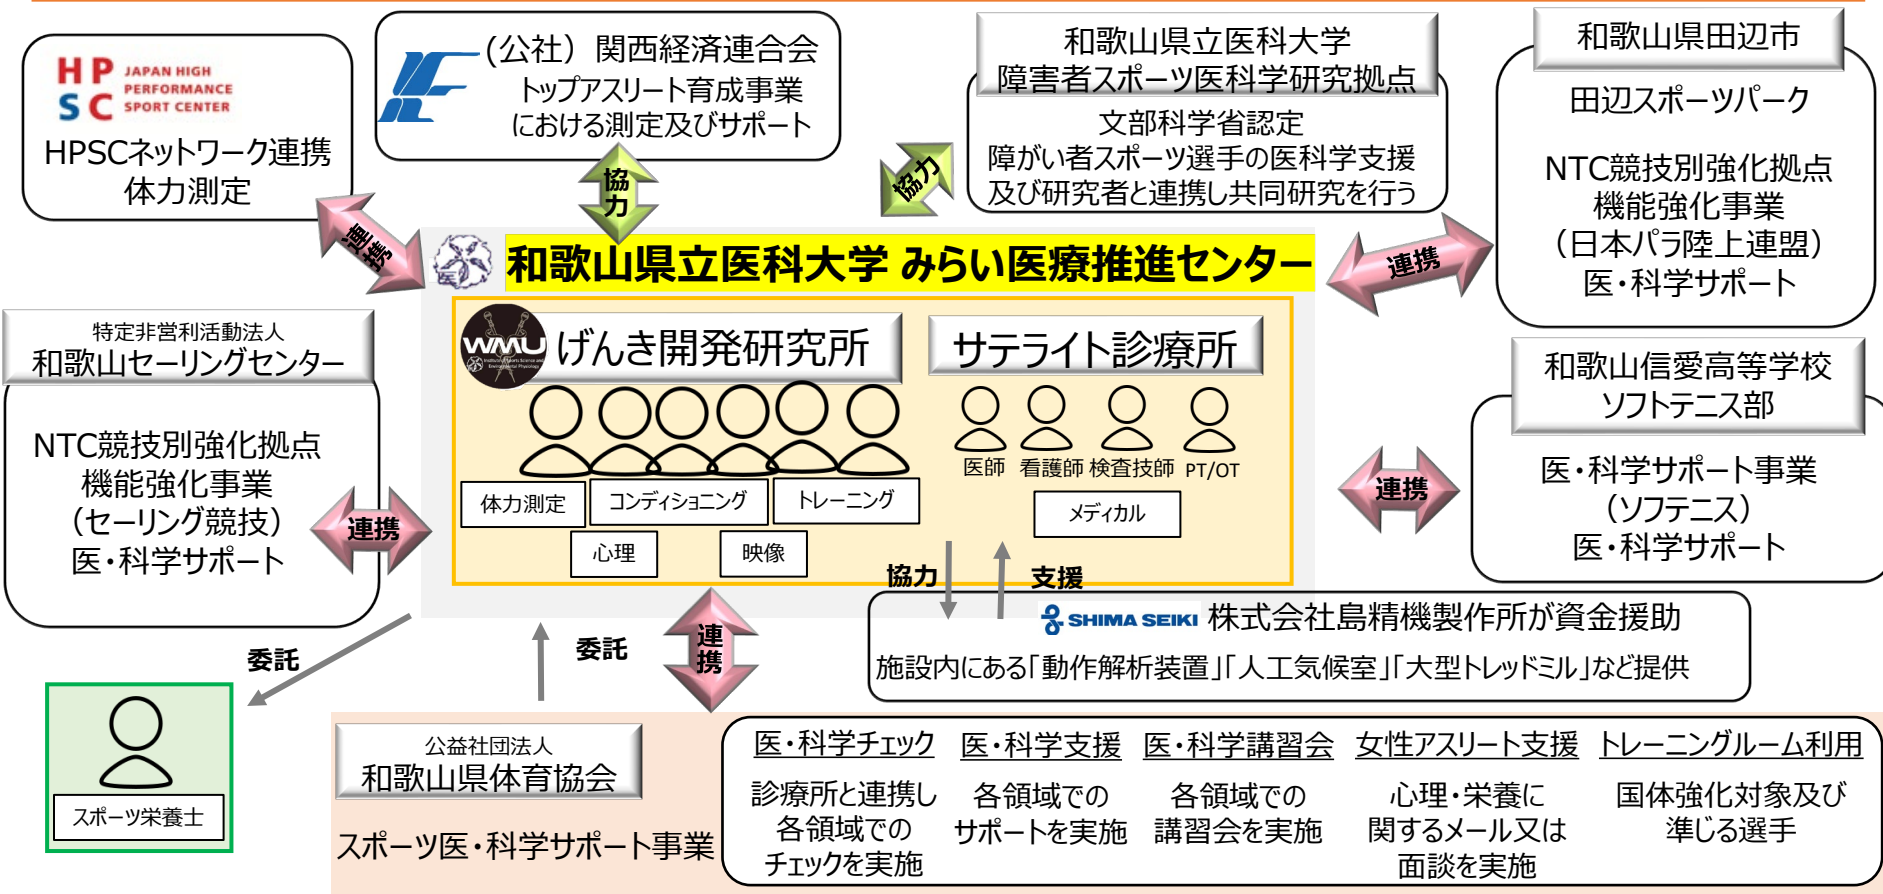 HP
SC
JAPAN HIGH
PERFORMANCE
SPORT CENTER
HPSCネットワーク連携
体力測定
(公社）関西経済連合会
トップアスリート育成事業
における測定及びサポート
和歌山県立医科大学
障害者スポーツ医科学研究拠点
文部科学省認定
障がい者スポーツ選手の医科学支援
及び研究者と連携し共同研究を行う
和歌山県田辺市
田辺スポーツパーク
NTC競技別強化拠点
機能強化事業
（日本パラ陸上連盟）
医・科学サポート
連携
協力
協力
連携
医
和歌山県立医科大学 みらい医療推進センター
特定非営利活動法人
和歌山セーリングセンター
NTC競技別強化拠点
機能強化事業
（セーリング競技）
医・科学サポート
連携
WMU
げんき開発研究所
体力測定
コンディショニング
トレーニング
心理
映像
サテライト診療所
医師 看護師 検査技師 PT/OT
メディカル
和歌山信愛高等学校
ソフトテニス部
医・科学サポート事業
（ソフテニス）
医・科学サポート
連携
協力
支援
SHIMA SEIKI 株式会社島精機製作所が資金援助
施設内にある｢動作解析装置｣｢人工気候室｣｢大型トレッドミル｣など提供
委託
スポーツ栄養士
委託
連携
公益社団法人
和歌山県体育協会
スポーツ医・科学サポート事業
医・科学チェック
診療所と連携し
各領域での
チェックを実施
医・科学支援
各領域での
サポートを実施
医・科学講習会
各領域での
講習会を実施
女性アスリート支援
心理・栄養に
関するメール又は
面談を実施
トレーニングルーム利用
国体強化対象及び
準じる選手